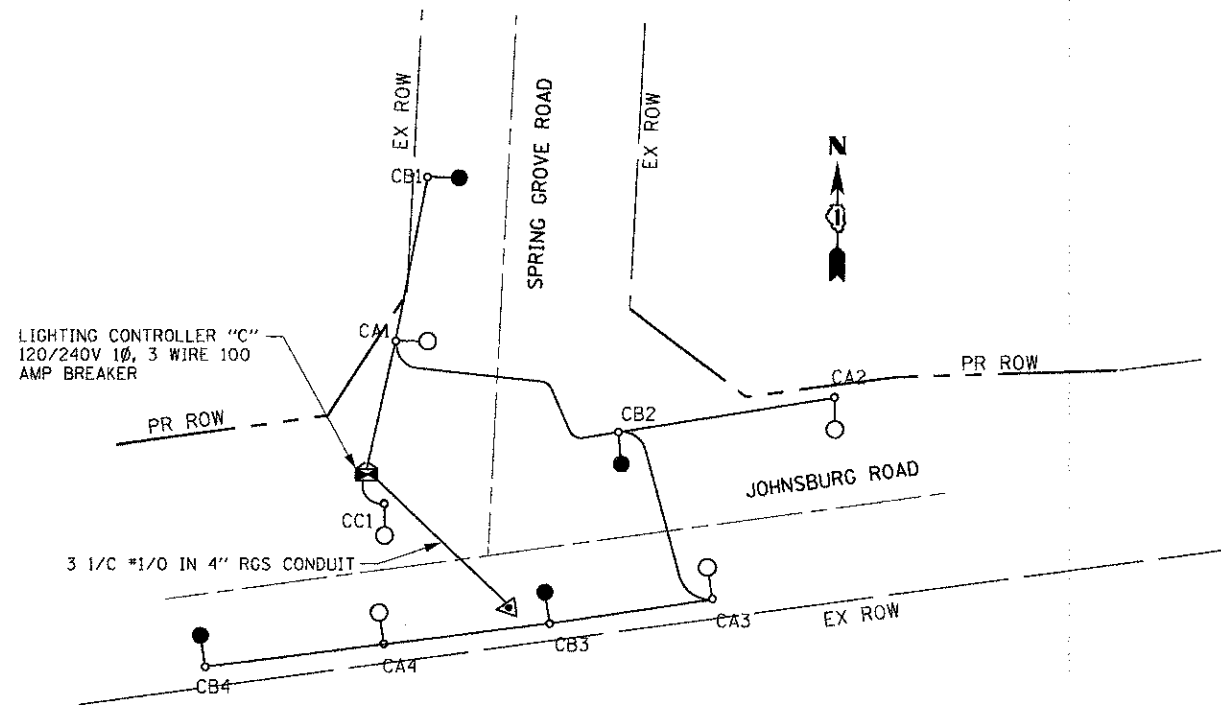 EX ROW
SPRING GROVE ROAD
EX ROW
N
1
CB1
CA1
LIGHTING CONTROLLER "C"
120/240V 1Ø, 3 WIRE 100
AMP BREAKER
PR ROW
CA2
PR ROW
CB2
JOHNSBURG ROAD
CC1
3 1/C #1/0 IN 4" RGS CONDUIT
CA3
EX ROW
CB3
CA4
CB4